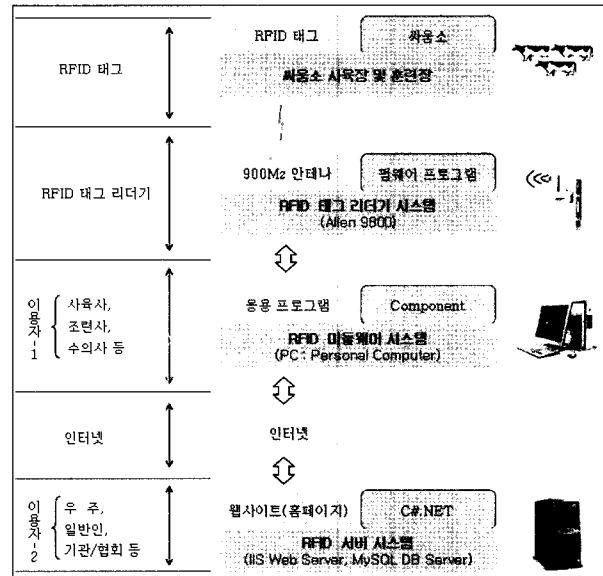 RFID 태그
RFID 태그
싸움소
싸움소 사육장 및 훈련장
RFID 태그 리더기
900Mz 안테나
펌웨어 프로그램
RFID 태그 리더기 시스템
(Alien 9800)
이용자-1
사육사,
조련사,
수의사 등
응용 프로그램
Component
RFID 미들웨어 시스템
(PC : Personal Computer)
인터넷
인터넷
이용자-2
우 주,
일반인,
기관/협회 등
웹사이트(홈페이지)
C#.NET
RFID 서버 시스템
(IIS Web Server, MySQL DB Server)